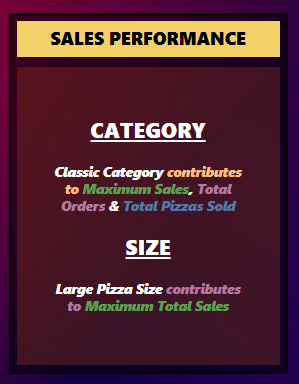 SALES PERFORMANCE
CATEGORY
Classic Category contributes
to Maximum Sales, Total
Orders & Total Pizzas Sold
SIZE
Large Pizza Size contributes
to Maximum Total Sales